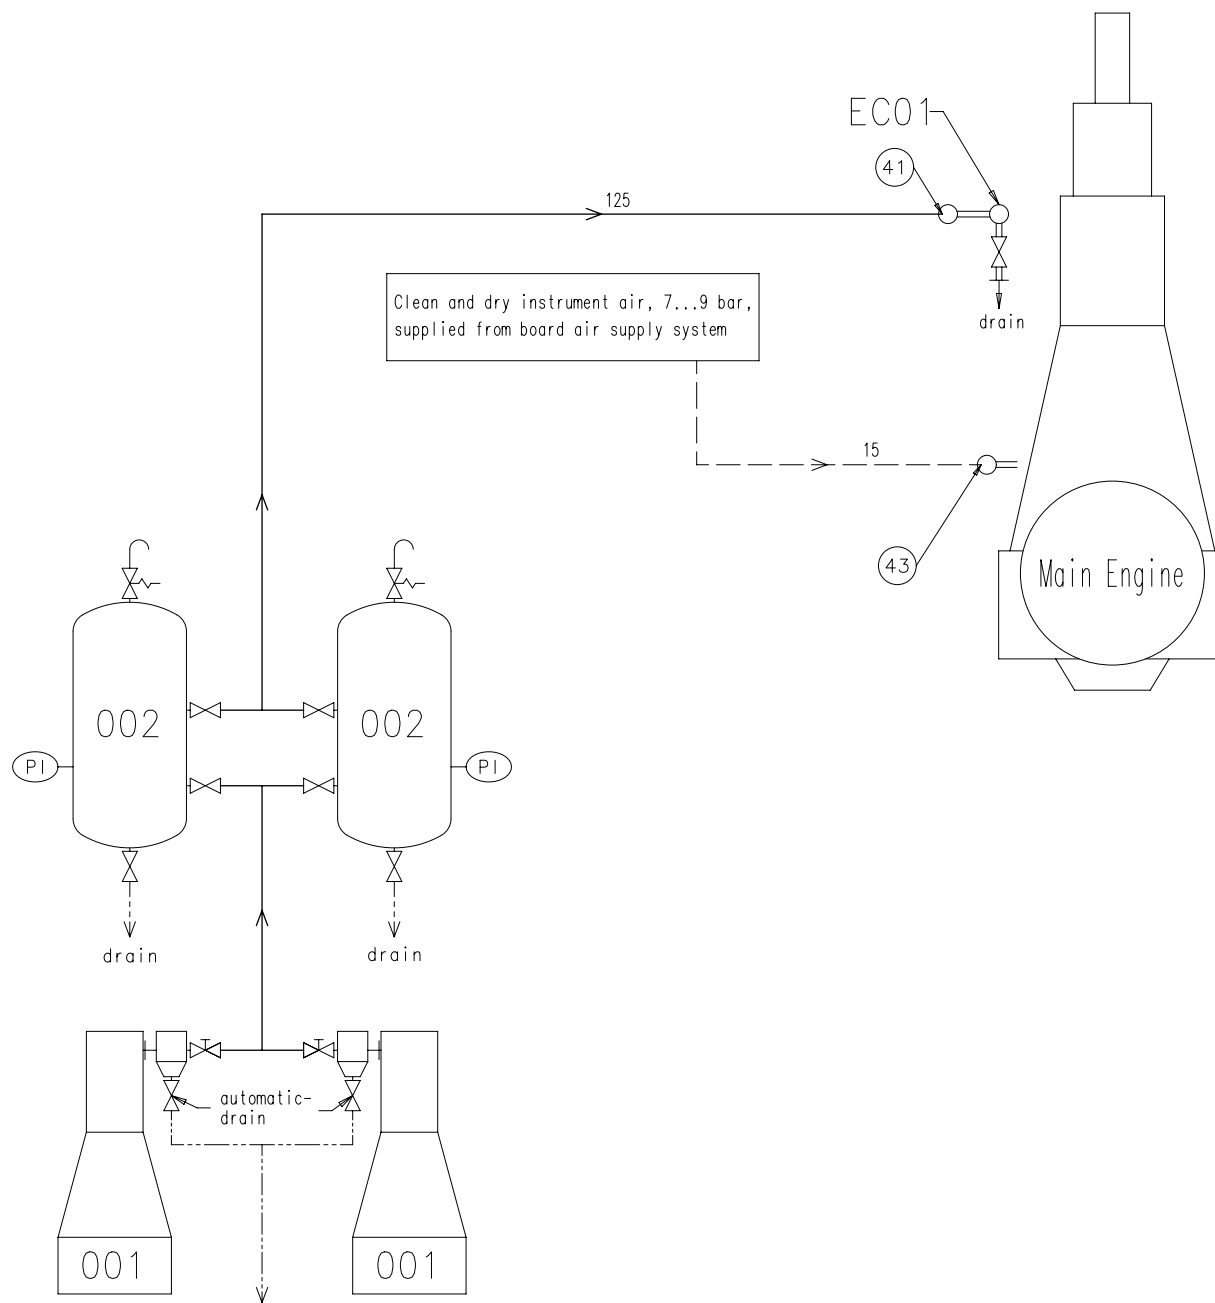 EC01
41
125
Clean and dry instrument air, 7...9 bar,
supplied from board air supply system
drain
15
43
Main Engine
002
002
PI
PI
drain
drain
automatic-
drain
001
001